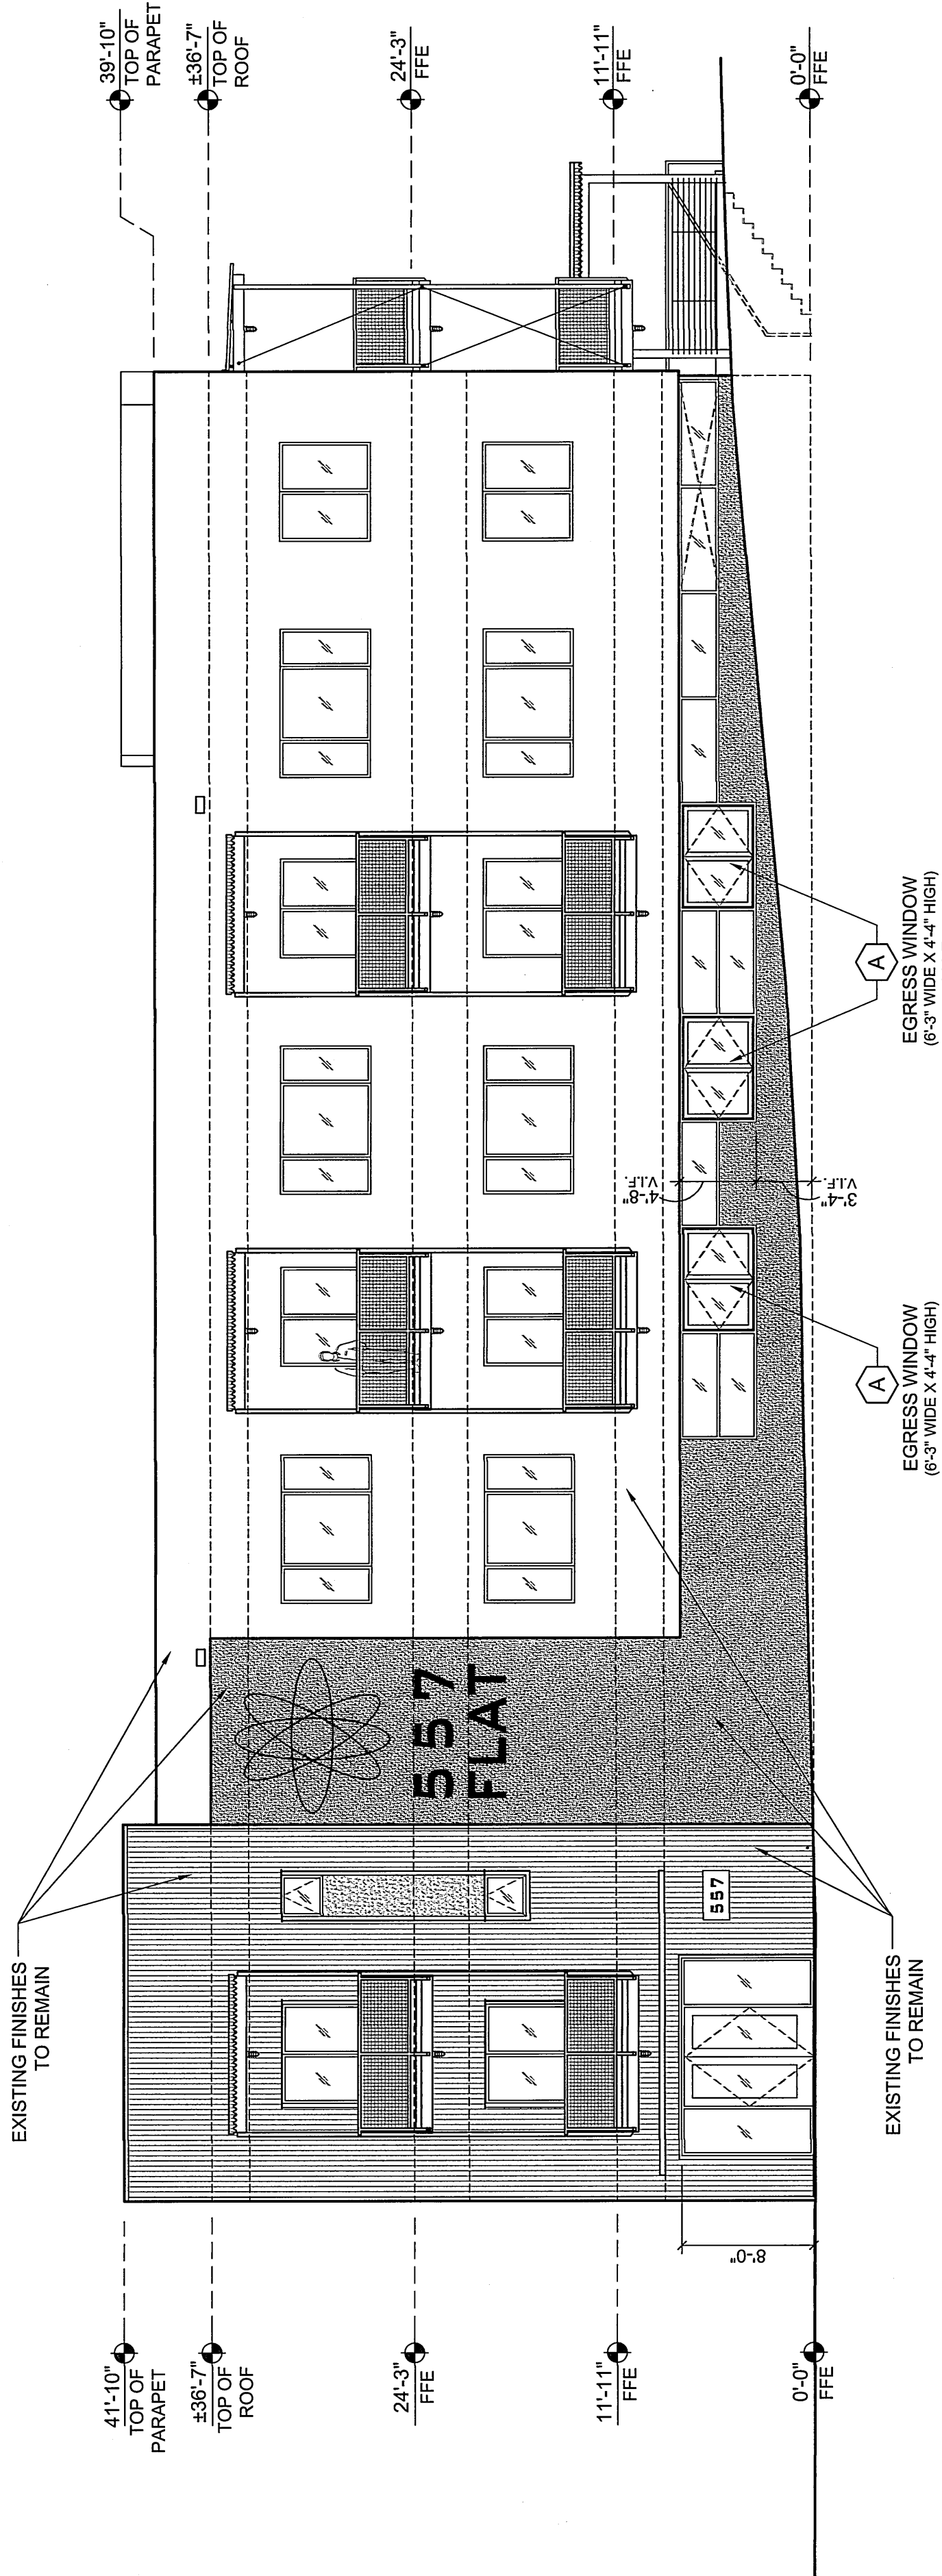 EXISTING FINISHES
TO REMAIN
41'-10"
TOP OF
PARAPET
±36'-7"
TOP OF
ROOF
24'-3"
FFE
11'-11"
FFE
0'-0"
FFE
8'-0"
557
557
FLAT
39'-10"
TOP OF
PARAPET
±36'-7"
TOP OF
ROOF
24'-3"
FFE
11'-11"
FFE
0'-0"
FFE
4'-8"
V.I.F.
3'-4"
V.I.F.
EXISTING FINISHES
TO REMAIN
A
EGRESS WINDOW
(6'-3" WIDE X 4'-4" HIGH)
A
EGRESS WINDOW
(6'-3" WIDE X 4'-4" HIGH)